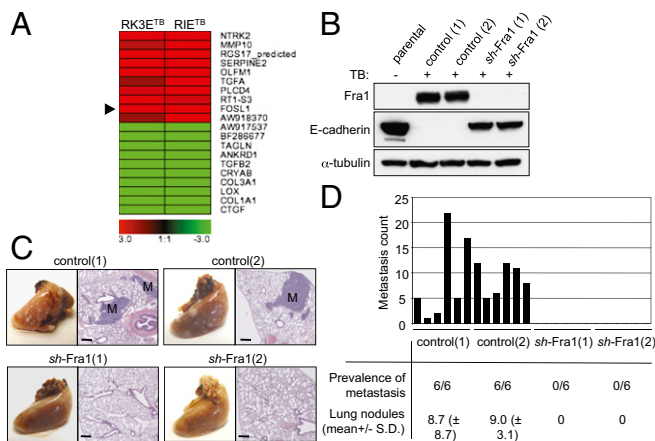 A
RK3E^TB RIE^TB
NTRK2
MMP10
RGS17_predicted
SERPINE2
OLFM1
TGFA
PLCD4
RT1-S3
FOSL1
AW918370
AW917537
BF286677
TAGLN
ANKRD1
TGFB2
CRYAB
COL3A1
LOX
COL1A1
CTGF
3.0 1:1 -3.0
B
parental control (1) control (2) sh-Fra1 (1) sh-Fra1 (2)
TB: - + + + +
Fra1
E-cadherin
α-tubulin
C
control(1) control(2)
M M M
sh-Fra1(1) sh-Fra1(2)
D
Metastasis count
25
20
15
10
5
0
control(1) control(2) sh-Fra1(1) sh-Fra1(2)
Prevalence of metastasis 6/6 6/6 0/6 0/6
Lung nodules (mean+/- S.D.) 8.7 (± 8.7) 9.0 (± 3.1) 0 0